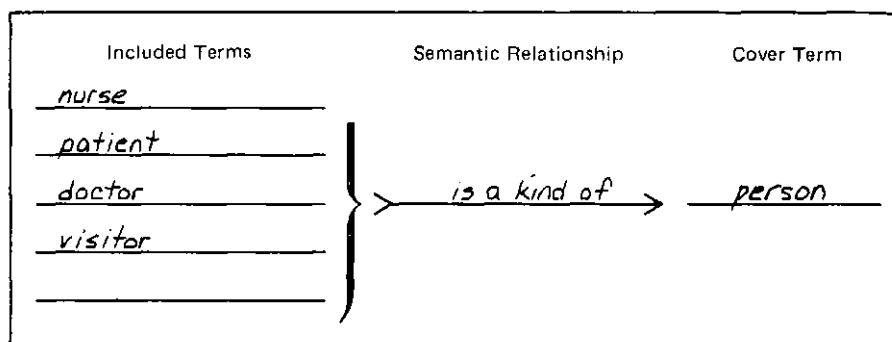 Included Terms Semantic Relationship Cover Term
nurse
patient
doctor is a kind of person
visitor